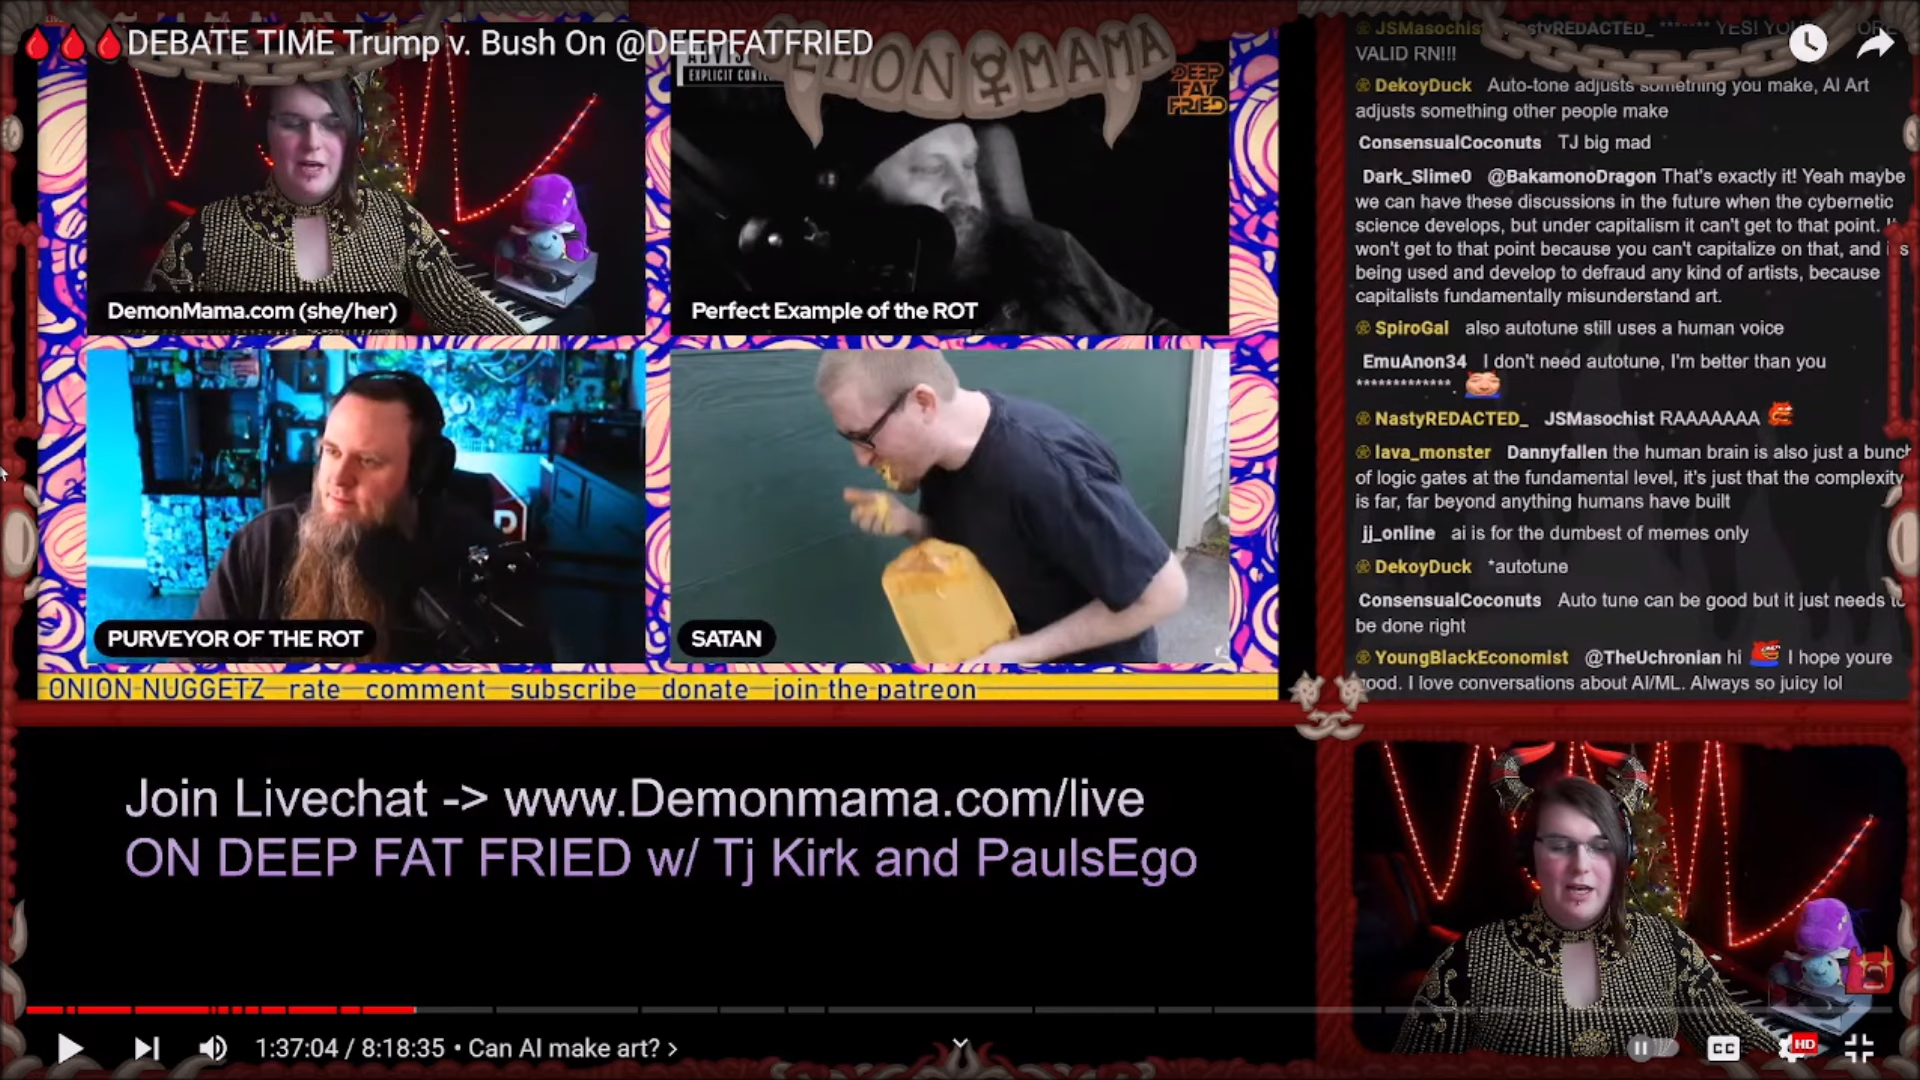 🩸🩸🩸DEBATE TIME Trump v. Bush On @DEEPFATFRIED
EXPLICIT CONTE
DEMON MAMA
DEEP
FAT
FRIED
DemonMama.com (she/her)
Perfect Example of the ROT
PURVEYOR OF THE ROT
SATAN
ONION NUGGETZ rate comment subscribe donate join the patreon
JSMasochist NastyREDACTED_ ******* YES!
VALID RN!!!
DekoyDuck Auto-tone adjusts something you make, AI Art
adjusts something other people make
ConsensualCoconuts TJ big mad
Dark_Slime0 @BakamonoDragon That's exactly it! Yeah maybe
we can have these discussions in the future when the cybernetic
science develops, but under capitalism it can't get to that point. It
won't get to that point because you can't capitalize on that, and it's
being used and develop to defraud any kind of artists, because
capitalists fundamentally misunderstand art.
SpiroGal also autotune still uses a human voice
EmuAnon34 I don't need autotune, I'm better than you
*************
NastyREDACTED_ JSMasochist RAAAAAAA
lava_monster Dannyfallen the human brain is also just a bunch
of logic gates at the fundamental level, it's just that the complexity
is far, far beyond anything humans have built
jj_online ai is for the dumbest of memes only
DekoyDuck *autotune
ConsensualCoconuts Auto tune can be good but it just needs to
be done right
YoungBlackEconomist @TheUchronian hi I hope youre
good. I love conversations about AI/ML. Always so juicy lol
Join Livechat -> www.Demonmama.com/live
ON DEEP FAT FRIED w/ Tj Kirk and PaulsEgo
1:37:04 / 8:18:35 • Can AI make art? >
CC
HD